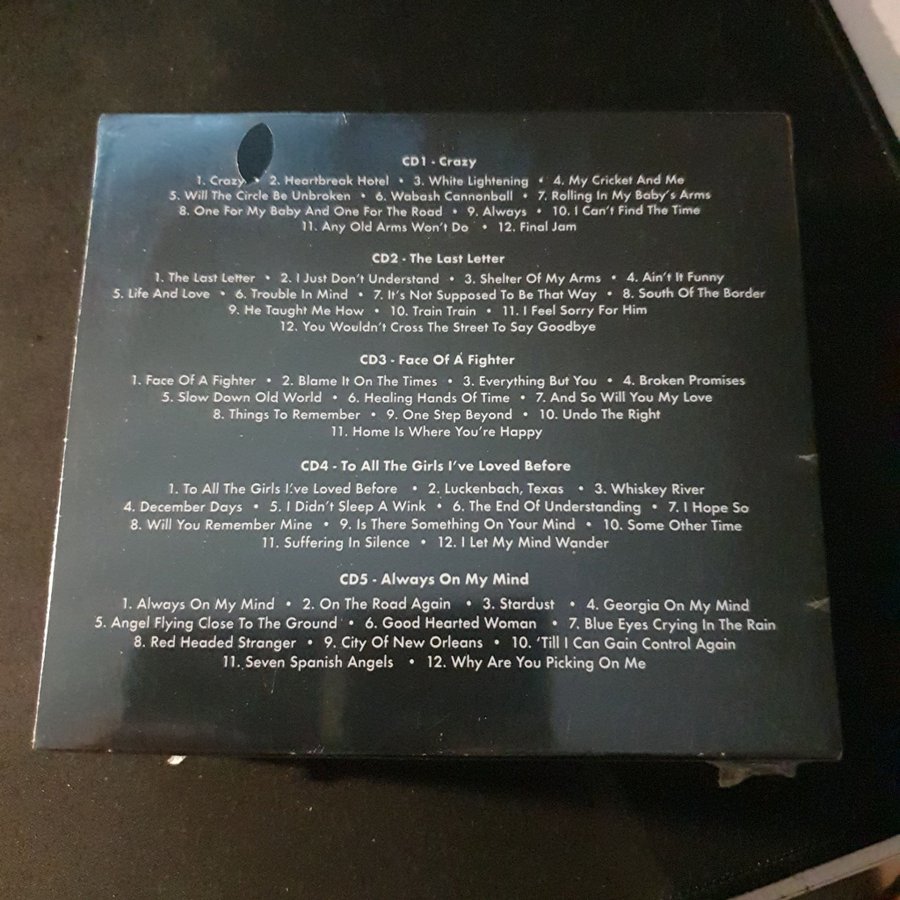 CD1 - Crazy
1. Crazy • 2. Heartbreak Hotel • 3. White Lightening • 4. My Cricket And Me
5. Will The Circle Be Unbroken • 6. Wabash Cannonball • 7. Rolling In My Baby's Arms
8. One For My Baby And One For The Road • 9. Always • 10. I Can't Find The Time
11. Any Old Arms Won't Do • 12. Final Jam
CD2 - The Last Letter
1. The Last Letter • 2. I Just Don't Understand • 3. Shelter Of My Arms • 4. Ain't It Funny
5. Life And Love • 6. Trouble In Mind • 7. It's Not Supposed To Be That Way • 8. South Of The Border
9. He Taught Me How • 10. Train Train • 11. I Feel Sorry For Him
12. You Wouldn't Cross The Street To Say Goodbye
CD3 - Face Of A Fighter
1. Face Of A Fighter • 2. Blame It On The Times • 3. Everything But You • 4. Broken Promises
5. Slow Down Old World • 6. Healing Hands Of Time • 7. And So Will You My Love
8. Things To Remember • 9. One Step Beyond • 10. Undo The Right
11. Home Is Where You're Happy
CD4 - To All The Girls I've Loved Before
1. To All The Girls I've Loved Before • 2. Luckenbach, Texas • 3. Whiskey River
4. December Days • 5. I Didn't Sleep A Wink • 6. The End Of Understanding • 7. I Hope So
8. Will You Remember Mine • 9. Is There Something On Your Mind • 10. Some Other Time
11. Suffering In Silence • 12. I Let My Mind Wander
CD5 - Always On My Mind
1. Always On My Mind • 2. On The Road Again • 3. Stardust • 4. Georgia On My Mind
5. Angel Flying Close To The Ground • 6. Good Hearted Woman • 7. Blue Eyes Crying In The Rain
8. Red Headed Stranger • 9. City Of New Orleans • 10. 'Till I Can Gain Control Again
11. Seven Spanish Angels • 12. Why Are You Picking On Me